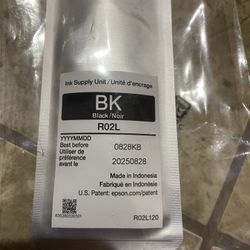 Ink Supply Unit/Unité d'encrage
BK
Black/Noir
R02L
YYYYMMDD
Best before 0828KB
Utiliser de
préférence
avant le 20250828
Made in Indonesia
Fabriqué en Indonésie
U.S. Patent: epson.com/patent
R02L120